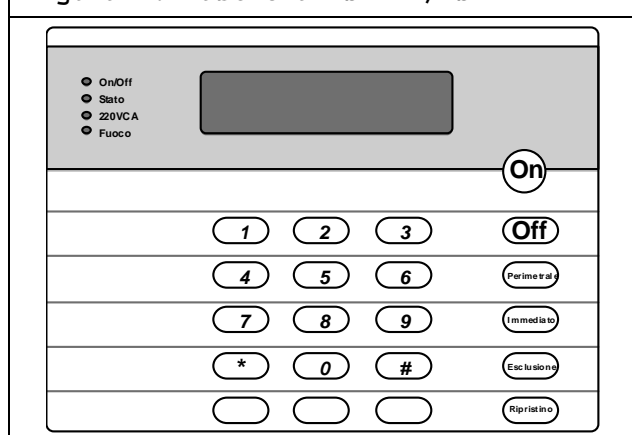 On/Off
Stato
220VCA
Fuoco
On
1 2 3 Off
4 5 6 Perimetrale
7 8 9 Immediato
* 0 # Esclusione
Ripristino